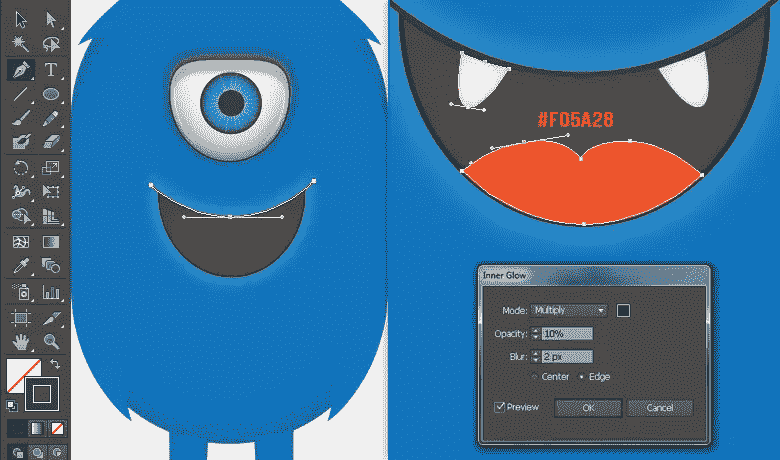 #F05A28
Inner Glow
Mode: Multiply
Opacity: 10%
Blur: 2 px
Center Edge
Preview OK Cancel